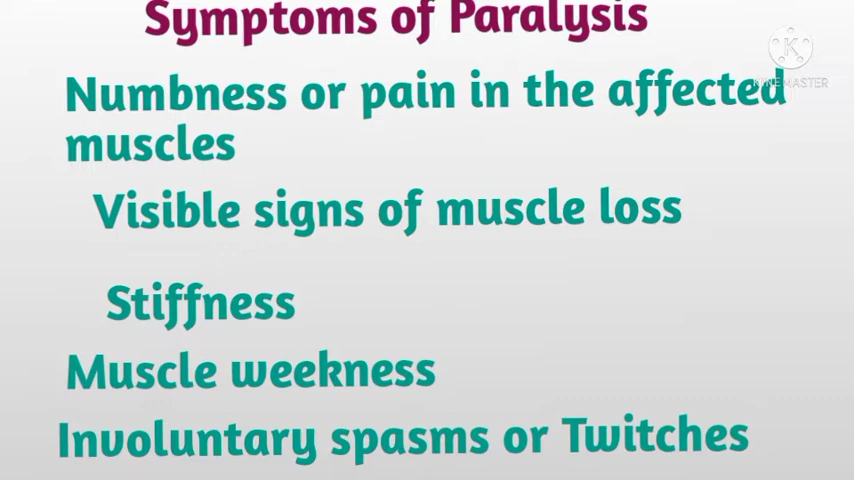 Symptoms of Paralysis
K
KINEMASTER
Numbness or pain in the affected
muscles
Visible signs of muscle loss
Stiffness
Muscle weekness
Involuntary spasms or Twitches